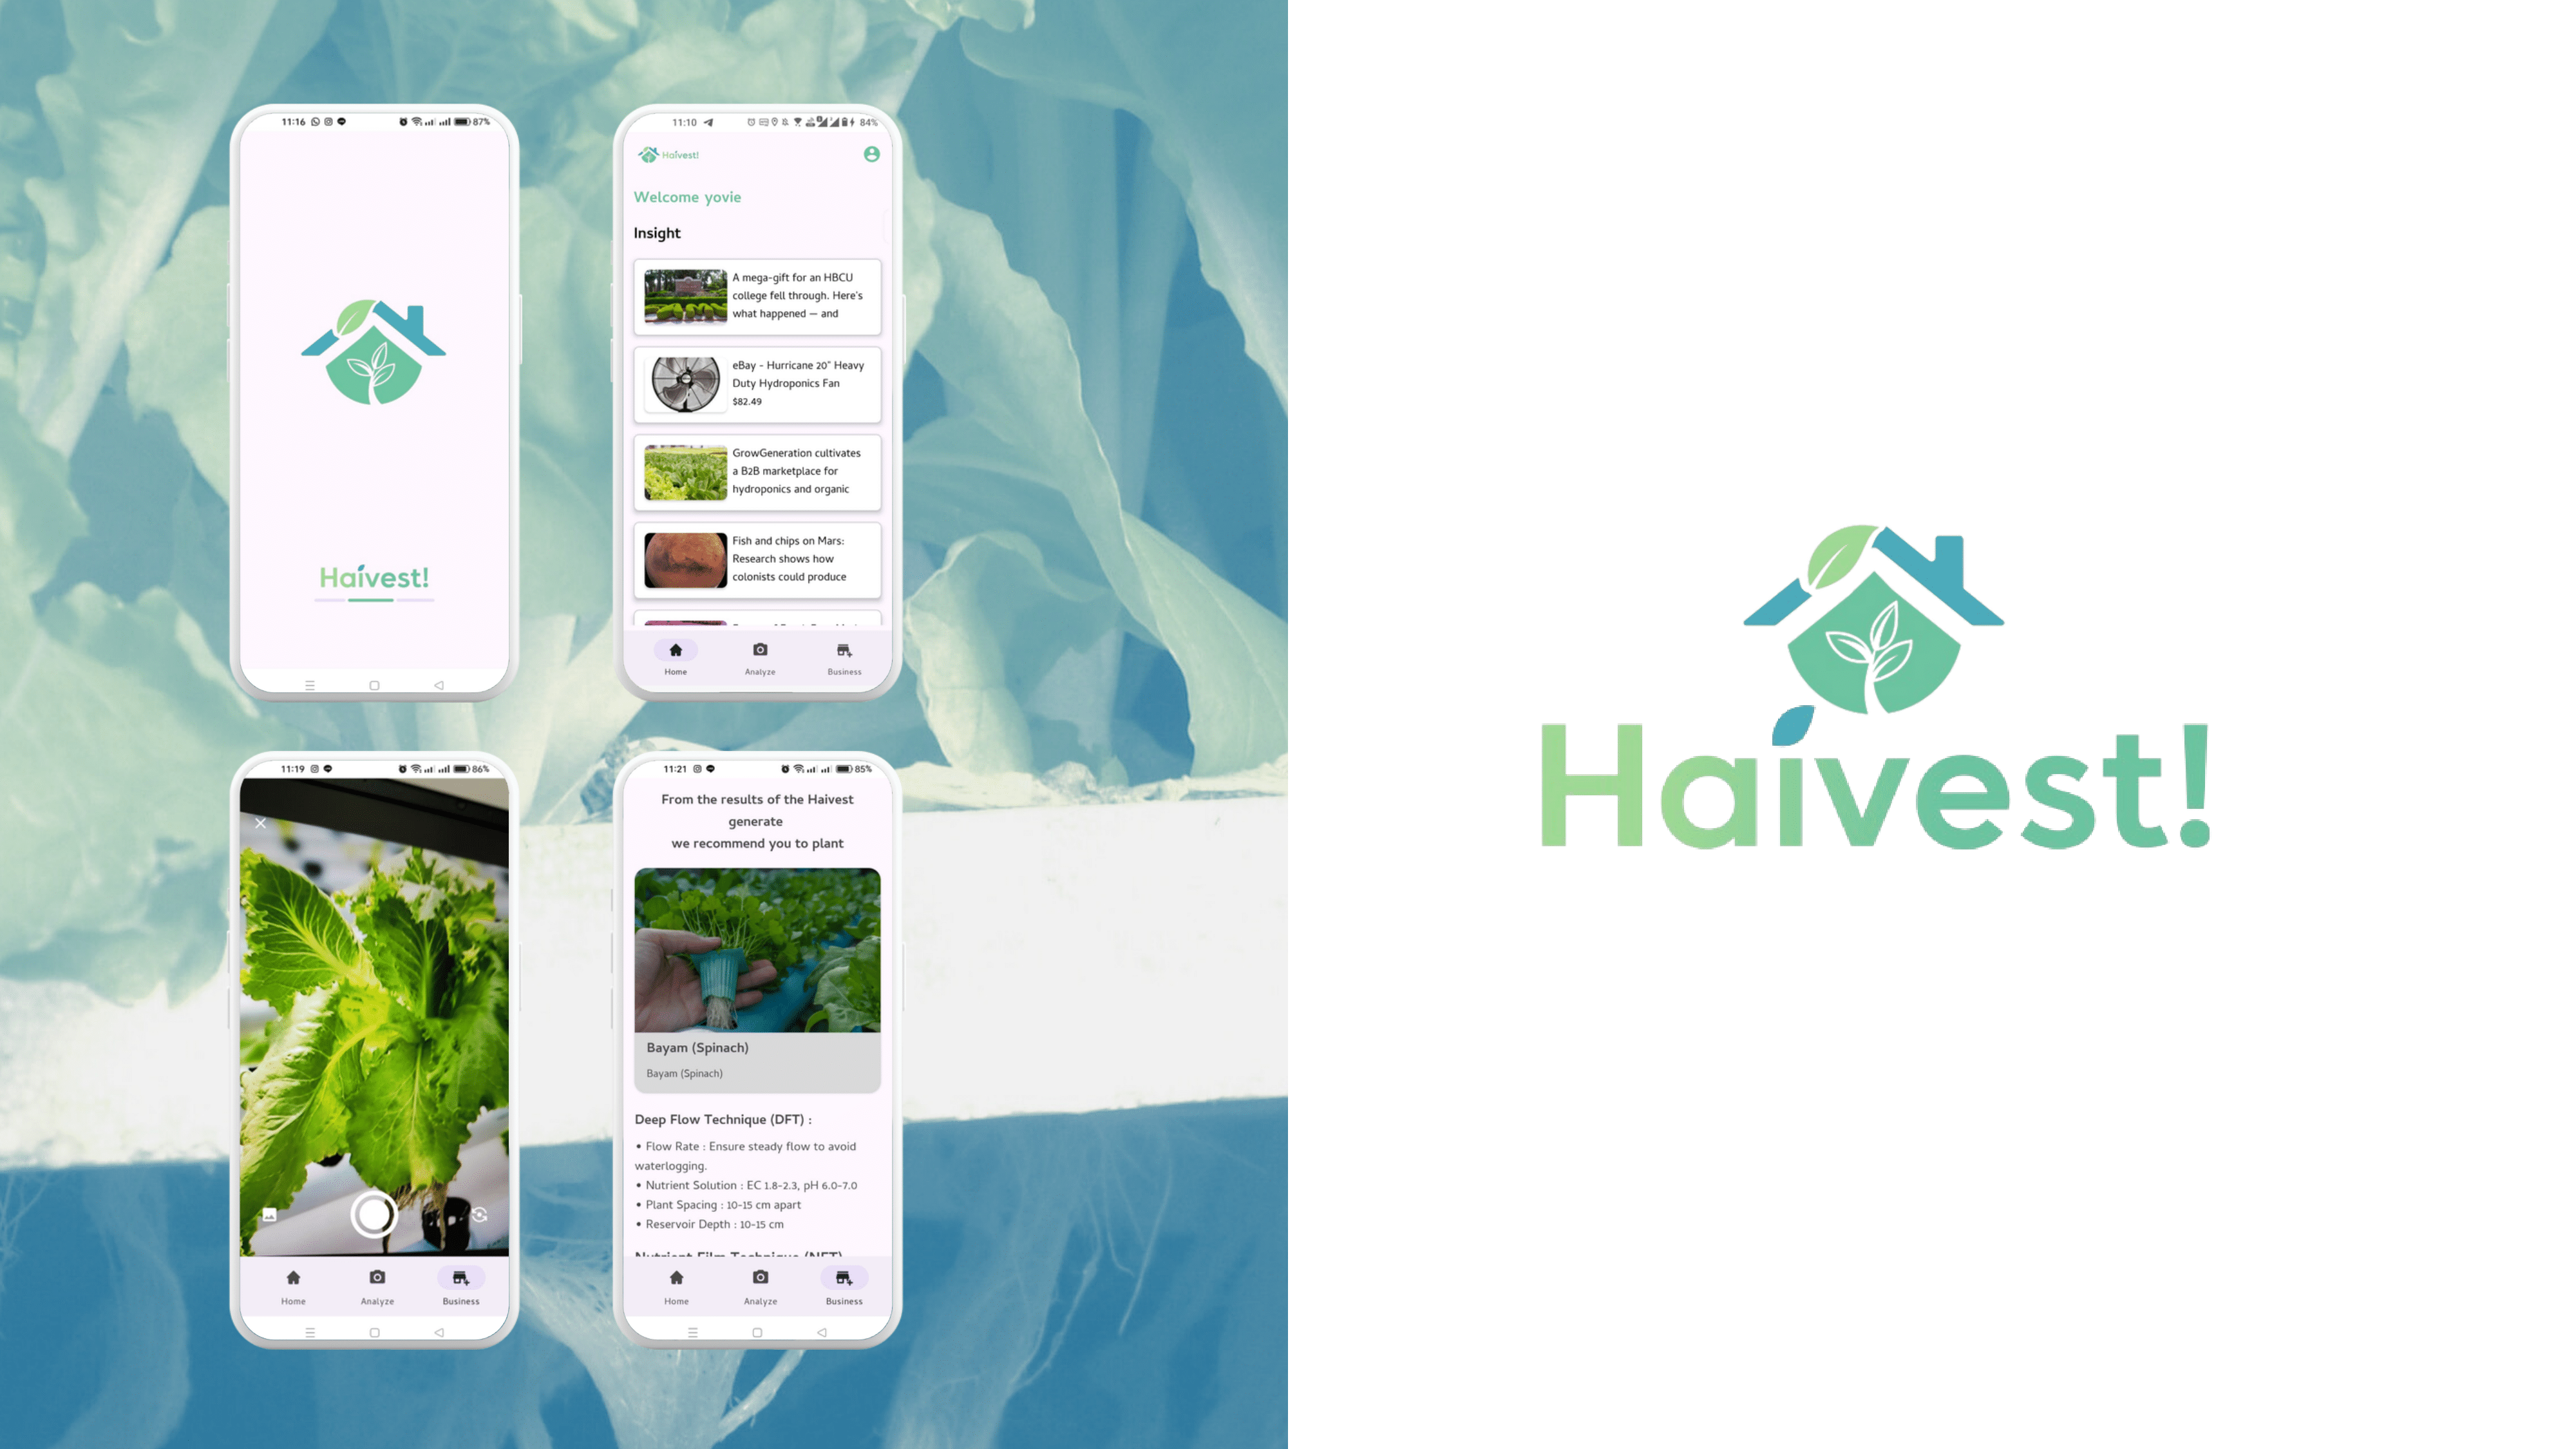 11:16
87%
Haivest!
11:10
84%
Haivest!
Welcome yovie
Insight
A mega-gift for an HBCU
college fell through. Here's
what happened — and
eBay - Hurricane 20" Heavy
Duty Hydroponics Fan
$82.49
GrowGeneration cultivates
a B2B marketplace for
hydroponics and organic
Fish and chips on Mars:
Research shows how
colonists could produce
Home
Analyze
Business
11:19
86%
Home
Analyze
Business
11:21
85%
From the results of the Haivest
generate
we recommend you to plant
Bayam (Spinach)
Bayam (Spinach)
Deep Flow Technique (DFT) :
• Flow Rate : Ensure steady flow to avoid
waterlogging.
• Nutrient Solution : EC 1.8-2.3, pH 6.0-7.0
• Plant Spacing : 10-15 cm apart
• Reservoir Depth : 10-15 cm
Nutrient Film Technique (NFT)
Home
Analyze
Business
Haivest!